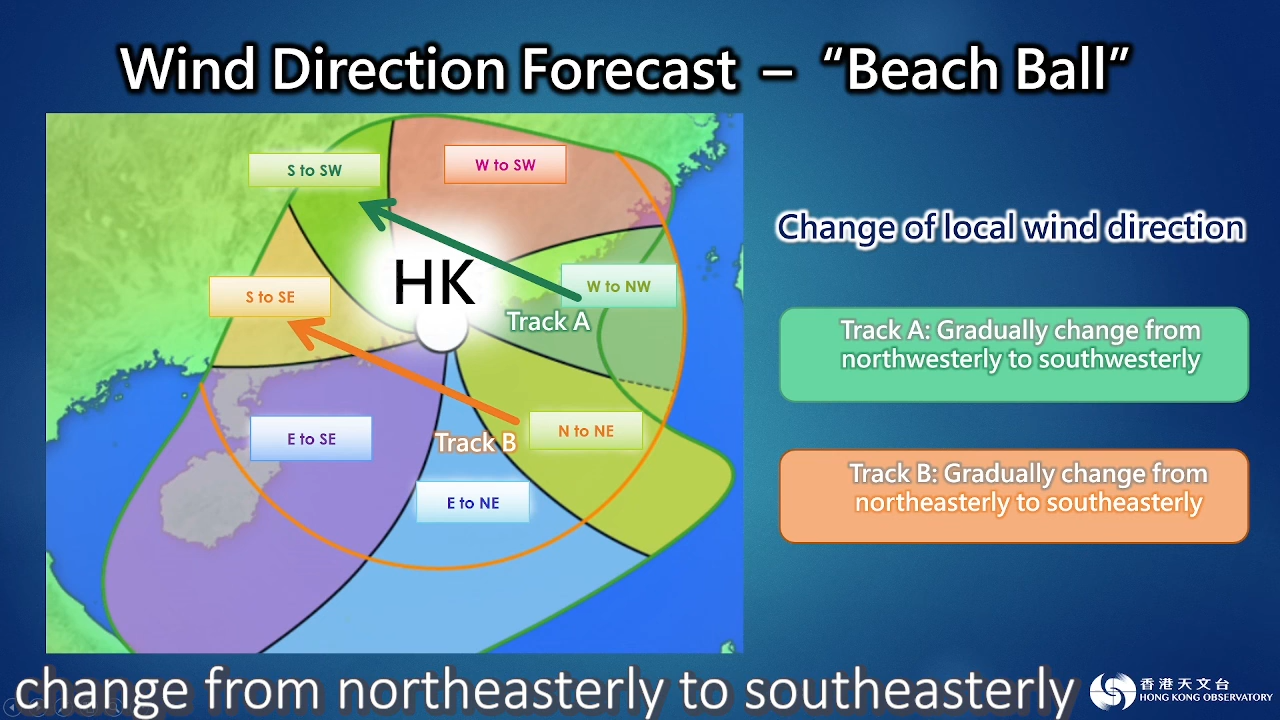 Wind Direction Forecast – “Beach Ball”
S to SW
W to SW
HK
W to NW
S to SE
Track A
E to SE
Track B
N to NE
E to NE
Change of local wind direction
Track A: Gradually change from
northwesterly to southwesterly
Track B: Gradually change from
northeasterly to southeasterly
change from northeasterly to southeasterly
香港天文台
HONG KONG OBSERVATORY